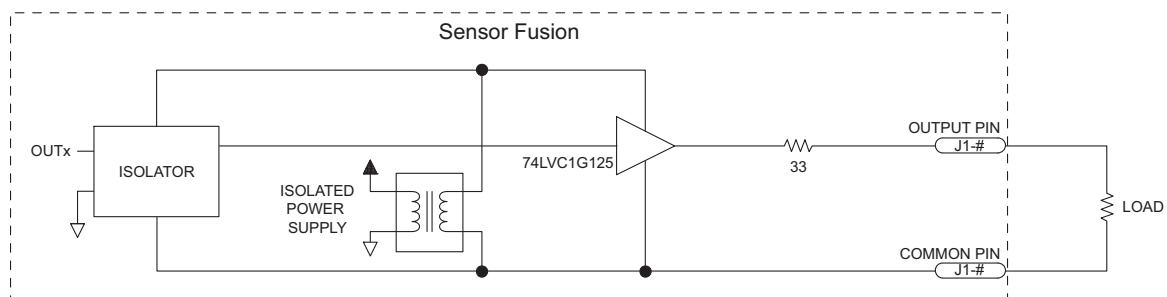 Sensor Fusion
OUTx
ISOLATOR
ISOLATED
POWER
SUPPLY
74LVC1G125
33
OUTPUT PIN
J1-#
LOAD
COMMON PIN
J1-#